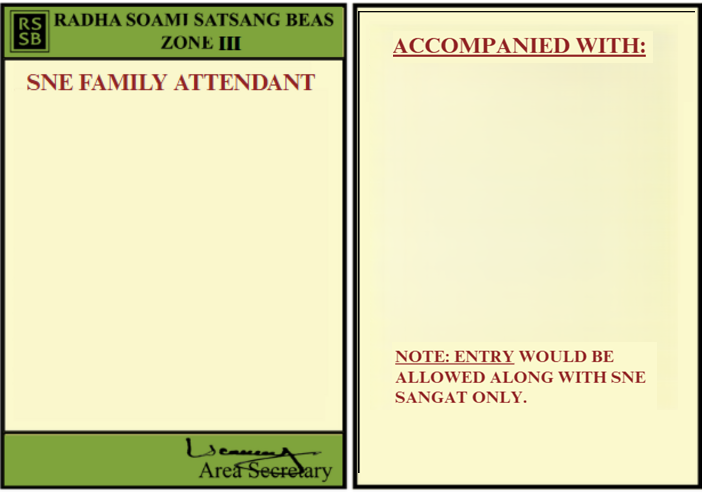 RS
SB
RADHA SOAMI SATSANG BEAS
ZONE III
SNE FAMILY ATTENDANT
Area Secretary
ACCOMPANIED WITH:
NOTE: ENTRY WOULD BE
ALLOWED ALONG WITH SNE
SANGAT ONLY.